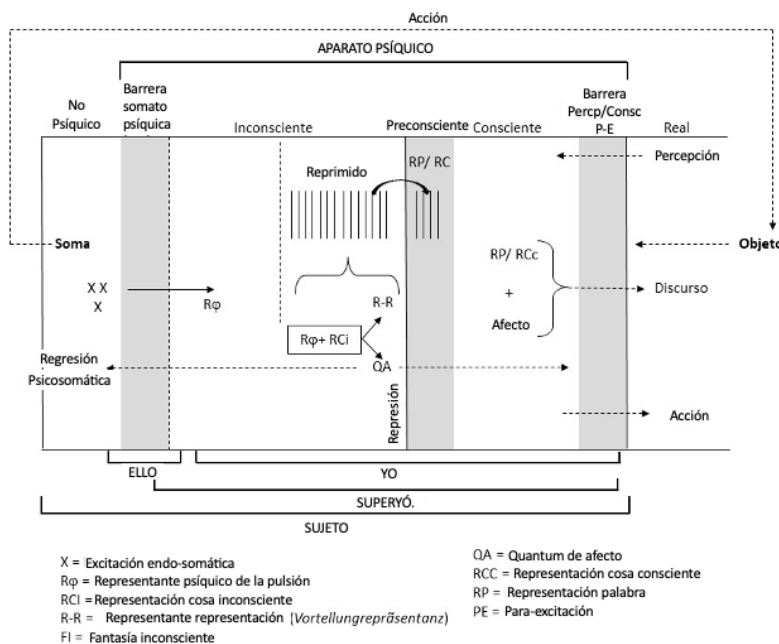 Acción
APARATO PSÍQUICO
No
Psíquico
Barrera
somato
psíquica
Inconsciente
Preconsciente
Consciente
Barrera
Percp/Consc
P-E
Real
Reprimido
RP/ RC
Percepción
Soma
Objeto
X X
X
Rφ
R-R
RP/ RCc
+
Afecto
Discurso
Rφ+ RCi
QA
Regresión
Psicosomática
Represión
Acción
ELLO
YO
SUPERYÓ.
SUJETO
X = Excitación endo-somática
Rφ = Representante psíquico de la pulsión
RCI = Representación cosa inconsciente
R-R = Representante representación (Vortellungrepräsentanz)
FI = Fantasía inconsciente
QA = Quantum de afecto
RCC = Representación cosa consciente
RP = Representación palabra
PE = Para-excitación